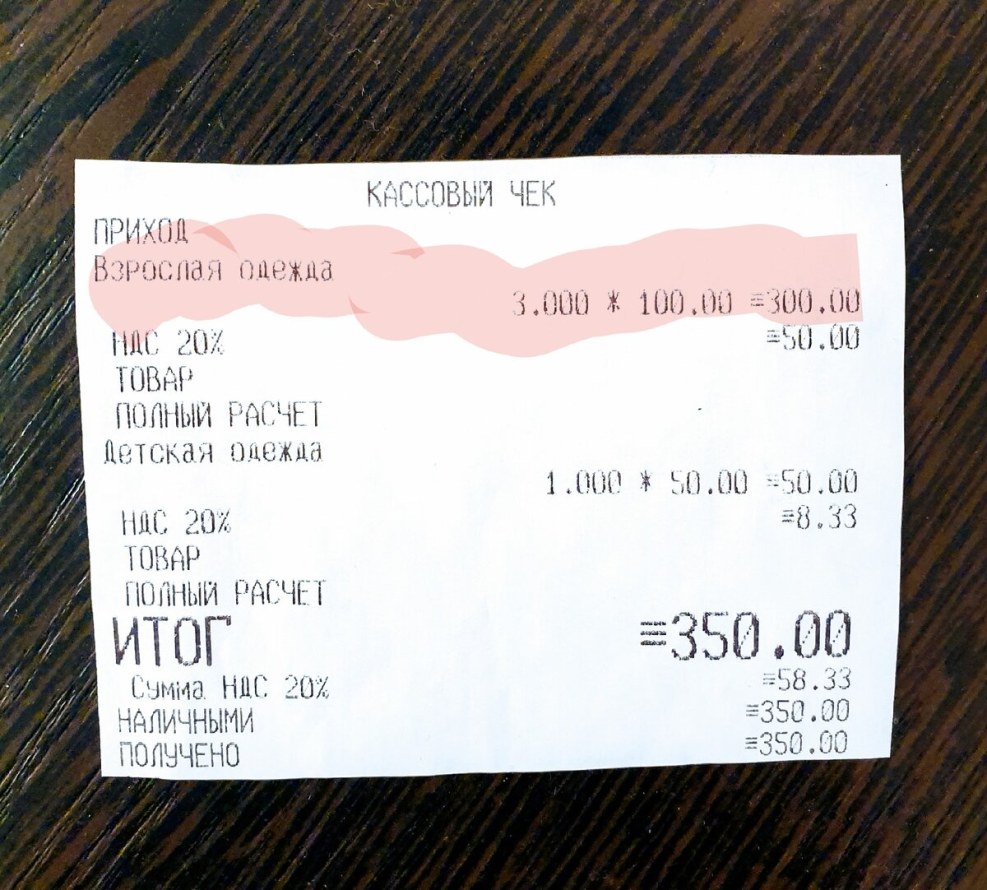 КАССОВЫЙ ЧЕК
ПРИХОД
Взрослая одежда
3.000 * 100.00 =300.00
НДС 20% =50.00
ТОВАР
ПОЛНЫЙ РАСЧЕТ
Детская одежда
1.000 * 50.00 =50.00
НДС 20% =8.33
ТОВАР
ПОЛНЫЙ РАСЧЕТ
ИТОГ =350.00
Сумма НДС 20% =58.33
НАЛИЧНЫМИ =350.00
ПОЛУЧЕНО =350.00